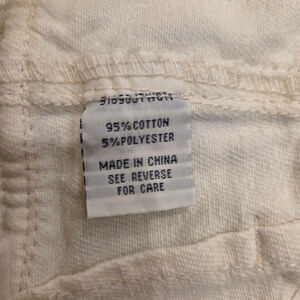 95%COTTON
5%POLYESTER
MADE IN CHINA
SEE REVERSE
FOR CARE